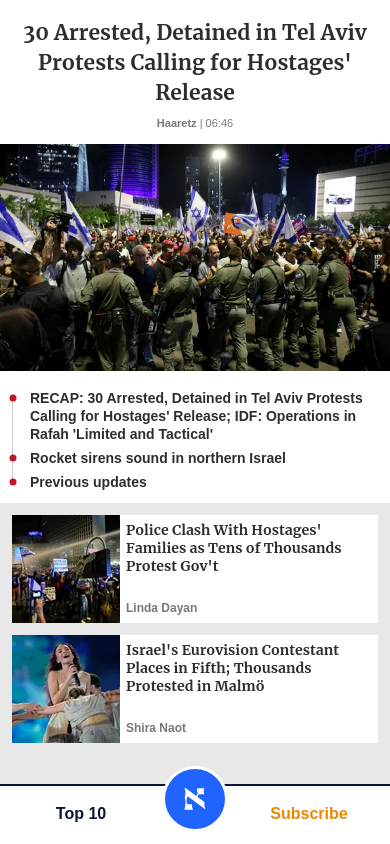 30 Arrested, Detained in Tel Aviv
Protests Calling for Hostages'
Release
Haaretz | 06:46
RECAP: 30 Arrested, Detained in Tel Aviv Protests
Calling for Hostages' Release; IDF: Operations in
Rafah 'Limited and Tactical'
Rocket sirens sound in northern Israel
Previous updates
Police Clash With Hostages'
Families as Tens of Thousands
Protest Gov't
Linda Dayan
Israel's Eurovision Contestant
Places in Fifth; Thousands
Protested in Malmö
Shira Naot
Top 10
א
Subscribe